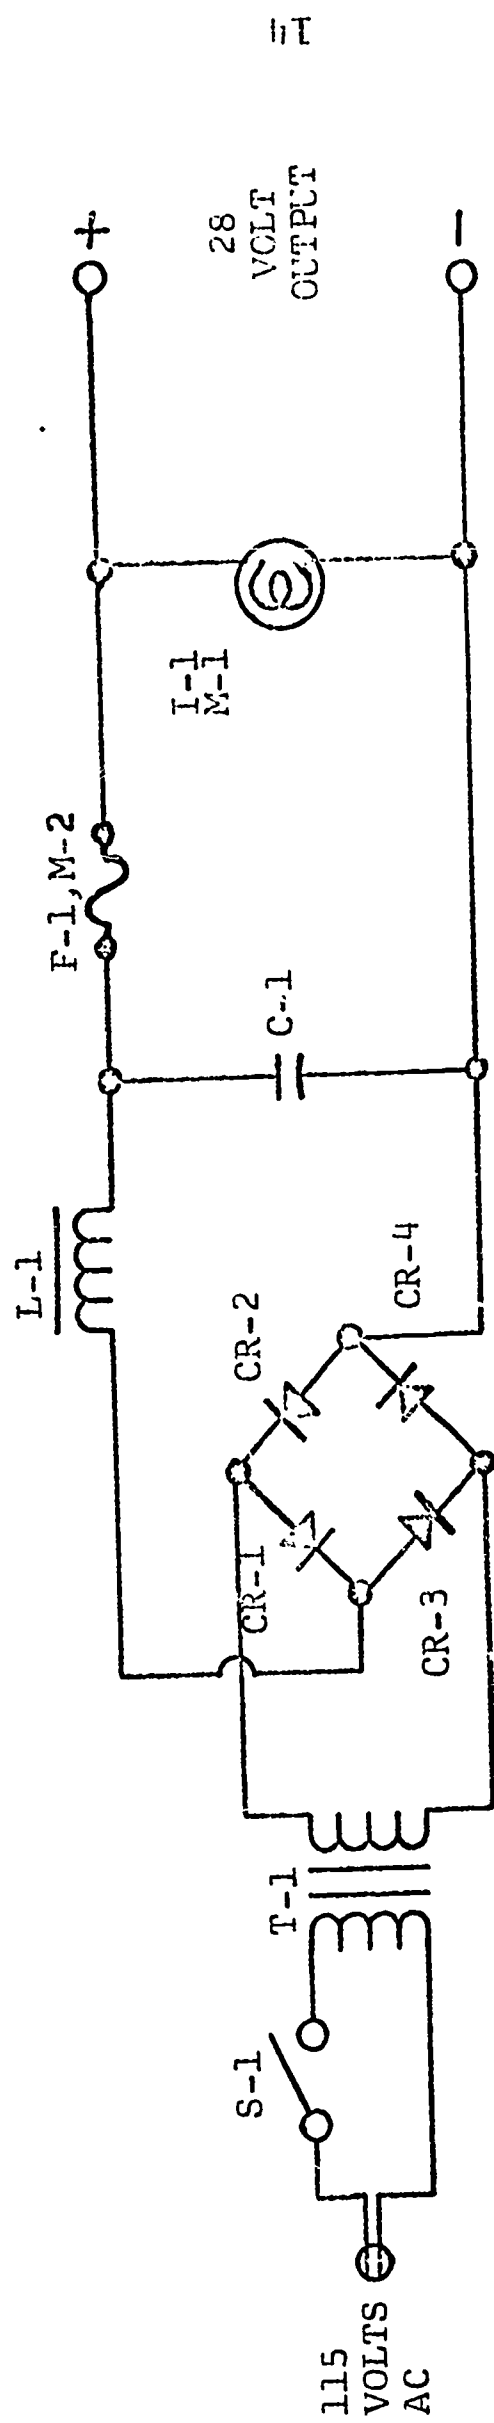 115
VOLTS
AC
S-1
T-1
CR-1
CR-2
CR-3
CR-4
L-1
C-1
F-1, M-2
I-1
M-1
+
28
VOLT
OUTPUT
-